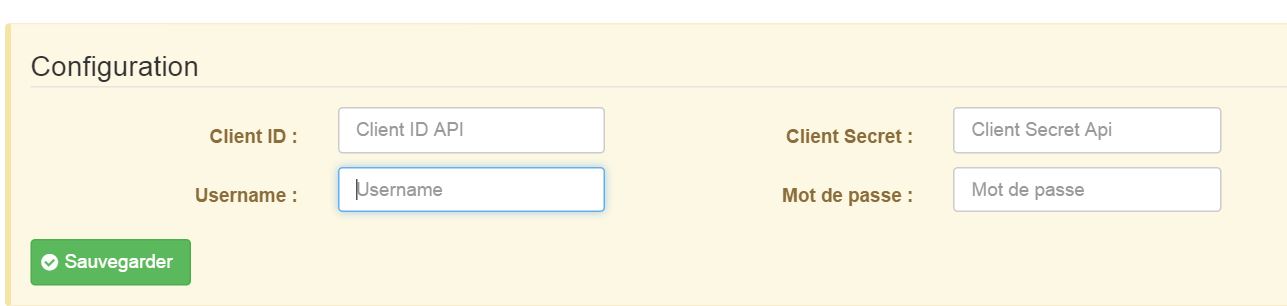 Configuration
Client ID : Client ID API Client Secret : Client Secret Api
Username : Username Mot de passe : Mot de passe
Sauvegarder